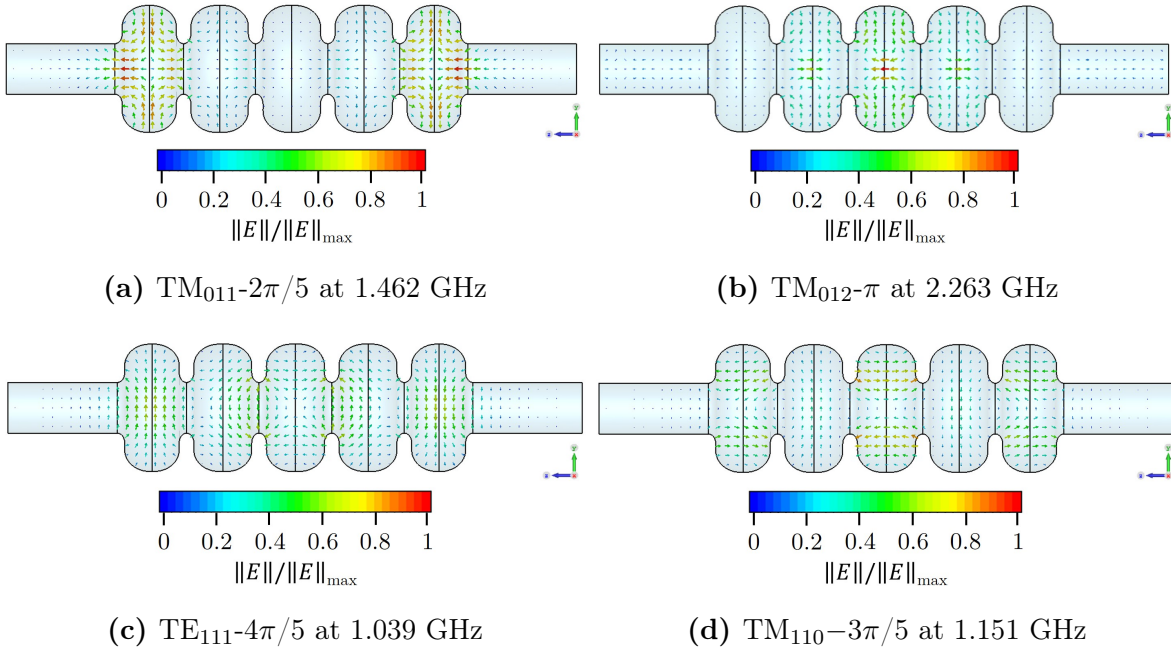 0 0.2 0.4 0.6 0.8 1
‖E‖/‖E‖max
(a) TM₀₁₁-2π/5 at 1.462 GHz
0 0.2 0.4 0.6 0.8 1
‖E‖/‖E‖max
(b) TM₀₁₂-π at 2.263 GHz
0 0.2 0.4 0.6 0.8 1
‖E‖/‖E‖max
(c) TE₁₁₁-4π/5 at 1.039 GHz
0 0.2 0.4 0.6 0.8 1
‖E‖/‖E‖max
(d) TM₁₁₀−3π/5 at 1.151 GHz